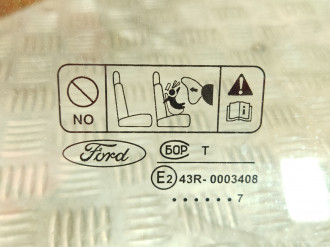 NO
Ford
БОР T
E2 43R-0003408
......7